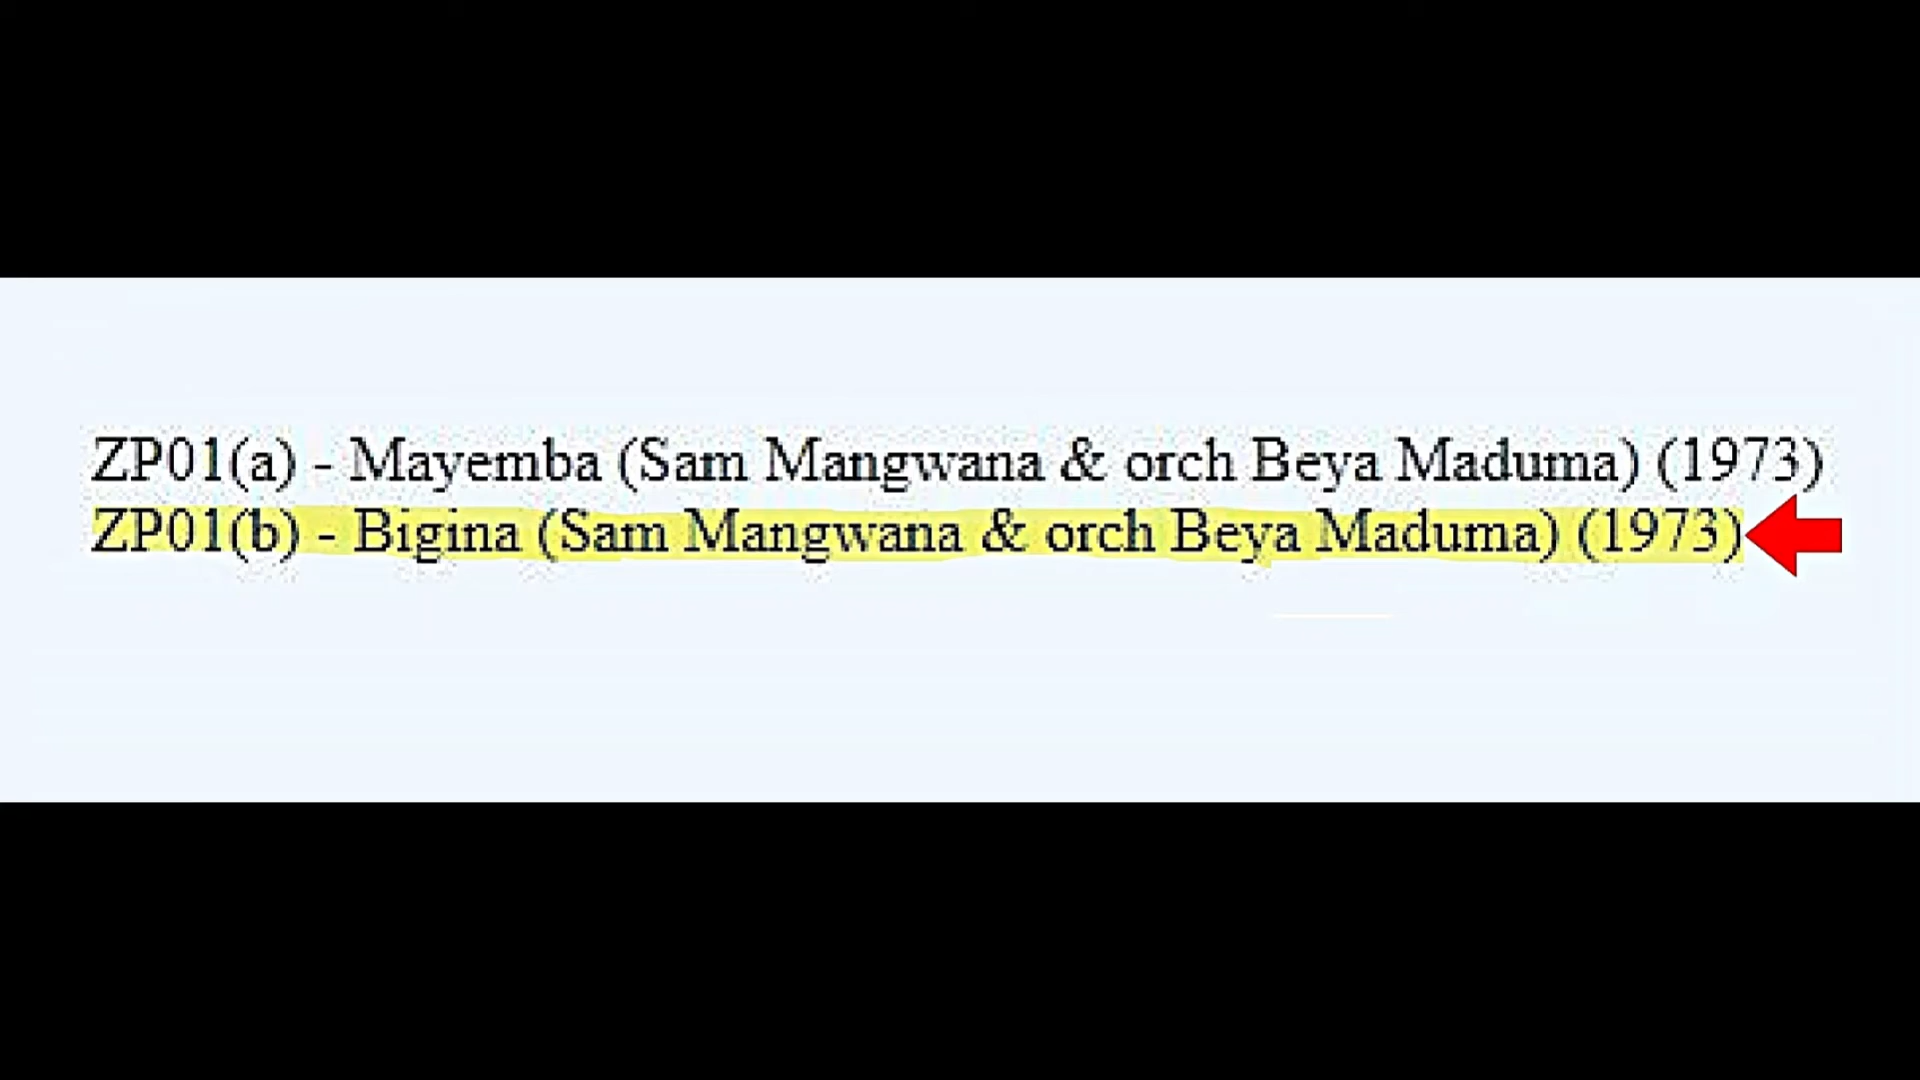 ZP01(a) - Mayemba (Sam Mangwana & orch Beya Maduma) (1973)
ZP01(b) - Bigina (Sam Mangwana & orch Beya Maduma) (1973)